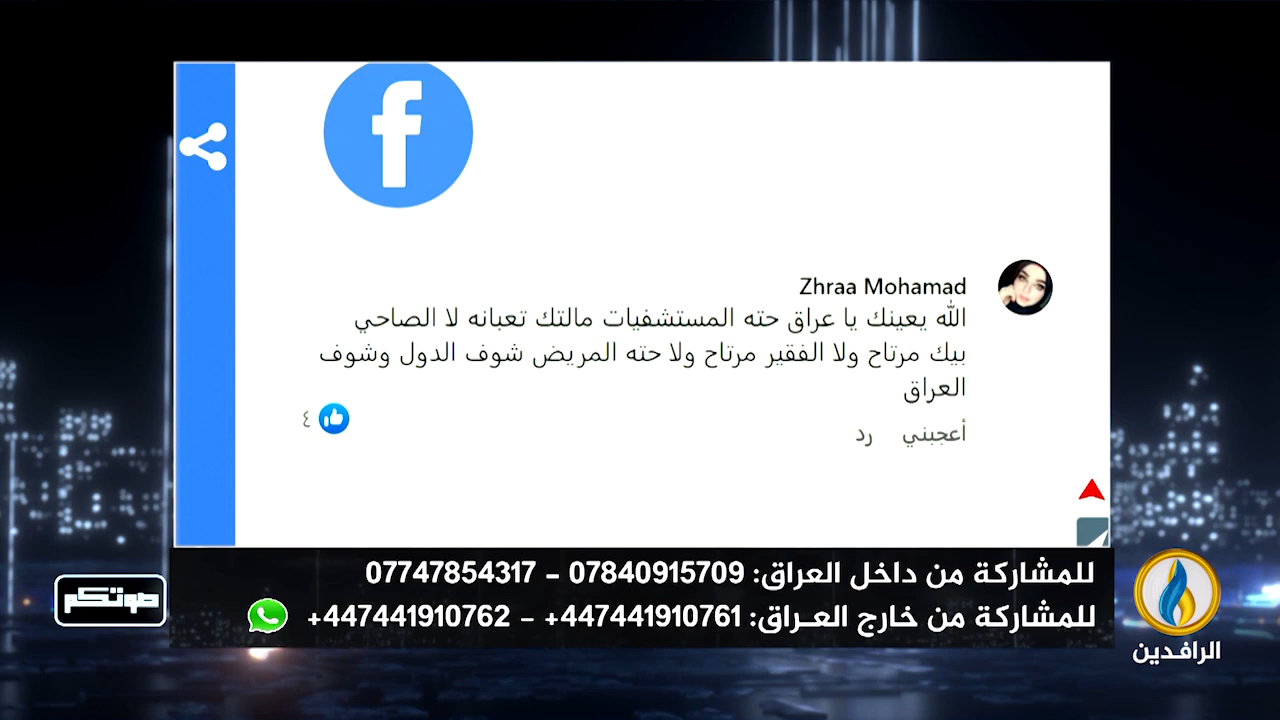 f
Zhraa Mohamad
الله يعينك يا عراق حته المستشفيات مالتك تعبانه لا الصاحي
بيك مرتاح ولا الفقير مرتاح ولا حته المريض شوف الدول وشوف
العراق
٤
أعجبني رد
للمشاركة من داخل العراق: 07840915709 - 07747854317
للمشاركة من خارج العـراق: 447441910761+ - 447441910762+
صوتكم
الرافـدين